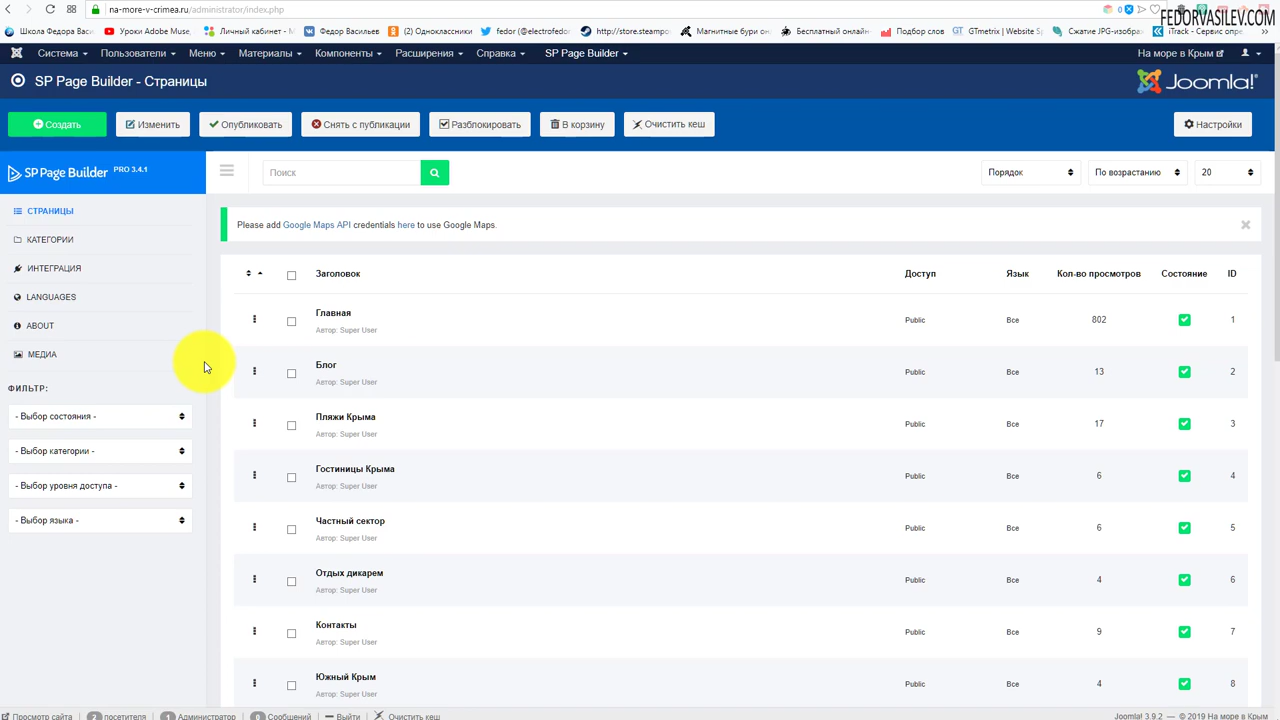 na-more-v-crimea.ru/administrator/index.php
FEDORVASILEV.COM
Школа Федора Васи
Уроки Adobe Muse,
Личный кабинет - М
Федор Васильев
(2) Одноклассники
fedor (@electrofedor)
http://store.steampo
Магнитные бури он
Бесплатный онлайн
Подбор слов
GTmetrix | Website S
Сжатие JPG-изобра
iTrack - Сервис опре
Система
Пользователи
Меню
Материалы
Компоненты
Расширения
Справка
SP Page Builder
На море в Крым
SP Page Builder - Страницы
Joomla!
Создать
Изменить
Опубликовать
Снять с публикации
Разблокировать
В корзину
Очистить кеш
Настройки
SP Page Builder PRO 3.4.1
Поиск
Порядок
По возрастанию
20
СТРАНИЦЫ
КАТЕГОРИИ
ИНТЕГРАЦИЯ
LANGUAGES
ABOUT
МЕДИА
ФИЛЬТР:
- Выбор состояния -
- Выбор категории -
- Выбор уровня доступа -
- Выбор языка -
Please add Google Maps API credentials here to use Google Maps.
Заголовок Доступ Язык Кол-во просмотров Состояние ID
Главная Public Все 802 1
Автор: Super User
Блог Public Все 13 2
Автор: Super User
Пляжи Крыма Public Все 17 3
Автор: Super User
Гостиницы Крыма Public Все 6 4
Автор: Super User
Частный сектор Public Все 6 5
Автор: Super User
Отдых дикарем Public Все 4 6
Автор: Super User
Контакты Public Все 9 7
Автор: Super User
Южный Крым Public Все 4 8
Автор: Super User
Просмотр сайта 2 посетителя 1 Администратор 0 Сообщений Выйти Очистить кеш
Joomla! 3.9.2 — © 2019 На море в Крым